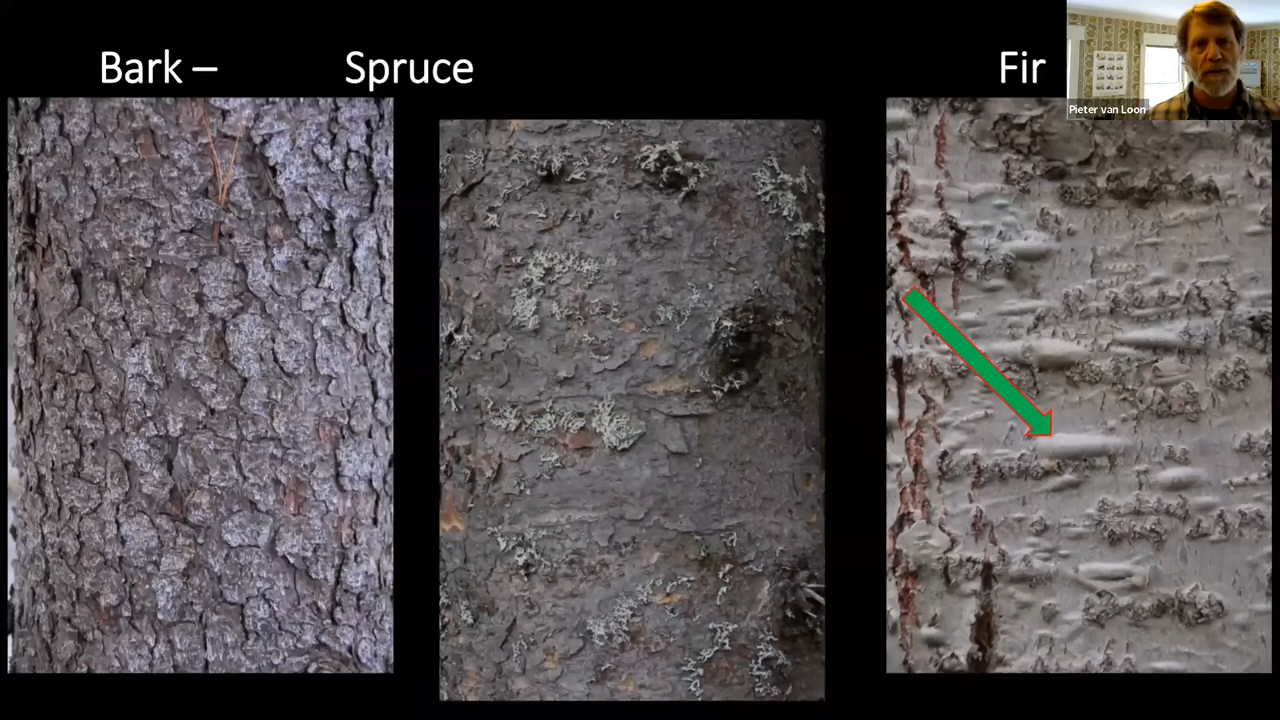 Bark – Spruce Fir
Pieter van Loon